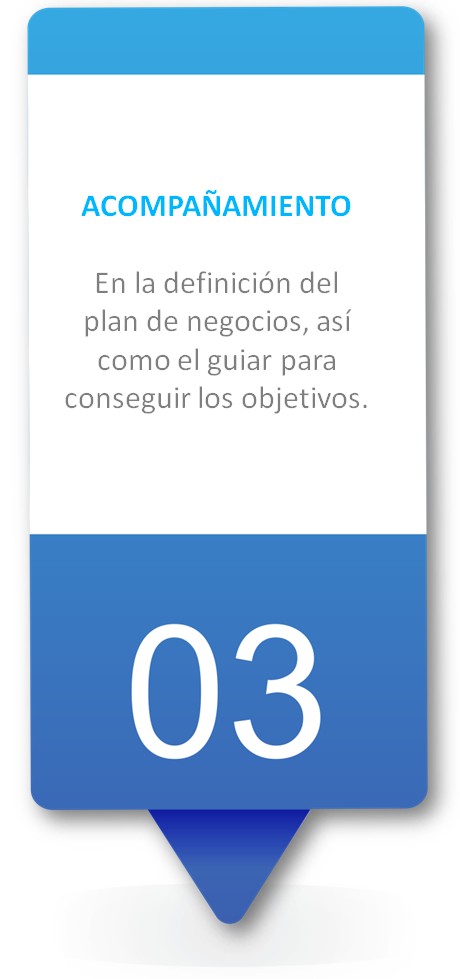 ACOMPAÑAMIENTO
En la definición del
plan de negocios, así
como el guiar para
conseguir los objetivos.
03